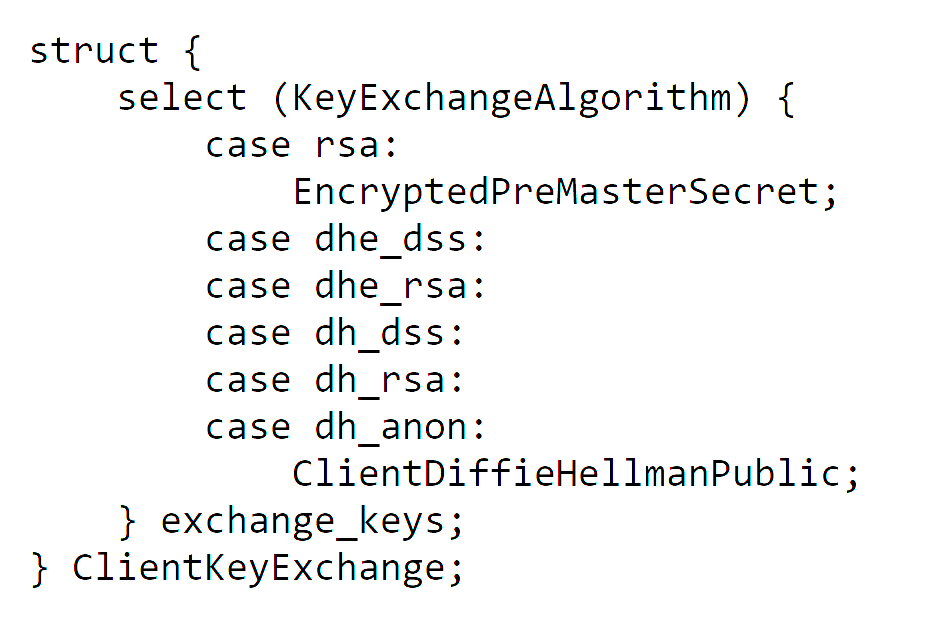 struct {
    select (KeyExchangeAlgorithm) {
        case rsa:
            EncryptedPreMasterSecret;
        case dhe_dss:
        case dhe_rsa:
        case dh_dss:
        case dh_rsa:
        case dh_anon:
            ClientDiffieHellmanPublic;
    } exchange_keys;
} ClientKeyExchange;